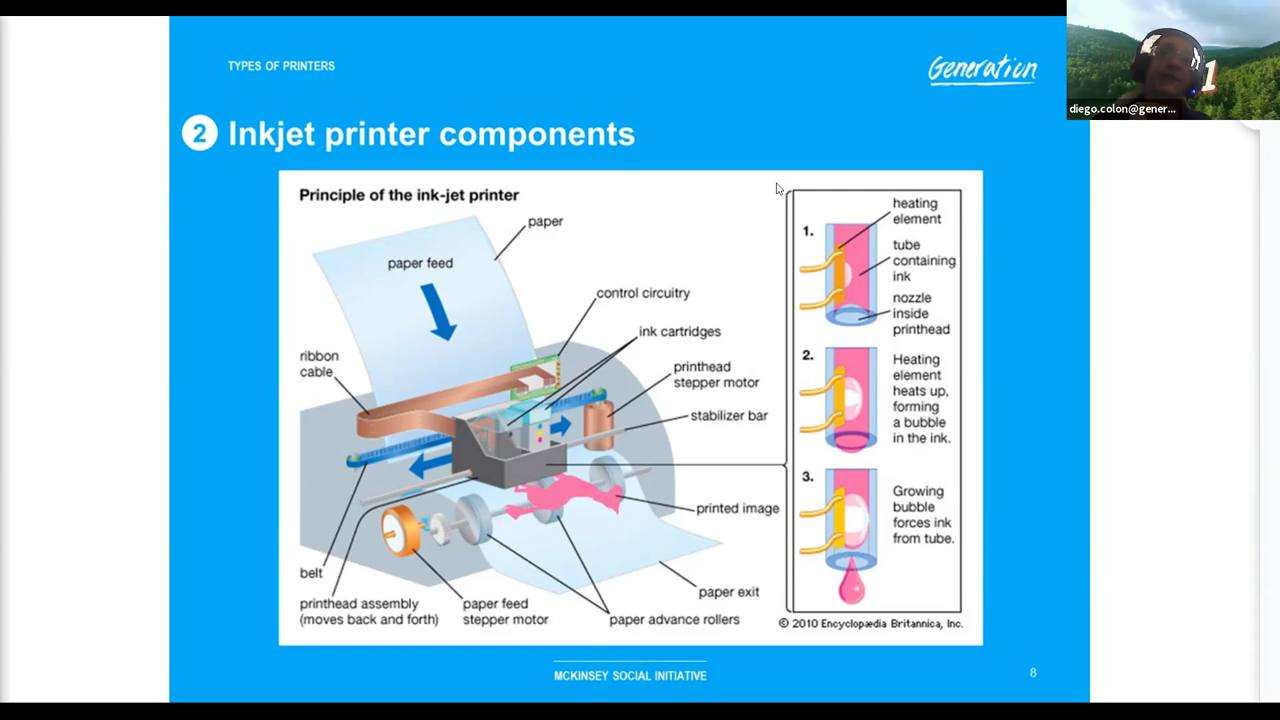 TYPES OF PRINTERS
Generation
1
diego.colon@gener...
2 Inkjet printer components
Principle of the ink-jet printer
paper
paper feed
control circuitry
ink cartridges
ribbon
cable
printhead
stepper motor
stabilizer bar
printed image
belt
printhead assembly
(moves back and forth)
paper feed
stepper motor
paper advance rollers
paper exit
1.
heating
element
tube
containing
ink
nozzle
inside
printhead
2.
Heating
element
heats up,
forming
a bubble
in the ink.
3.
Growing
bubble
forces ink
from tube.
© 2010 Encyclopædia Britannica, Inc.
MCKINSEY SOCIAL INITIATIVE
8